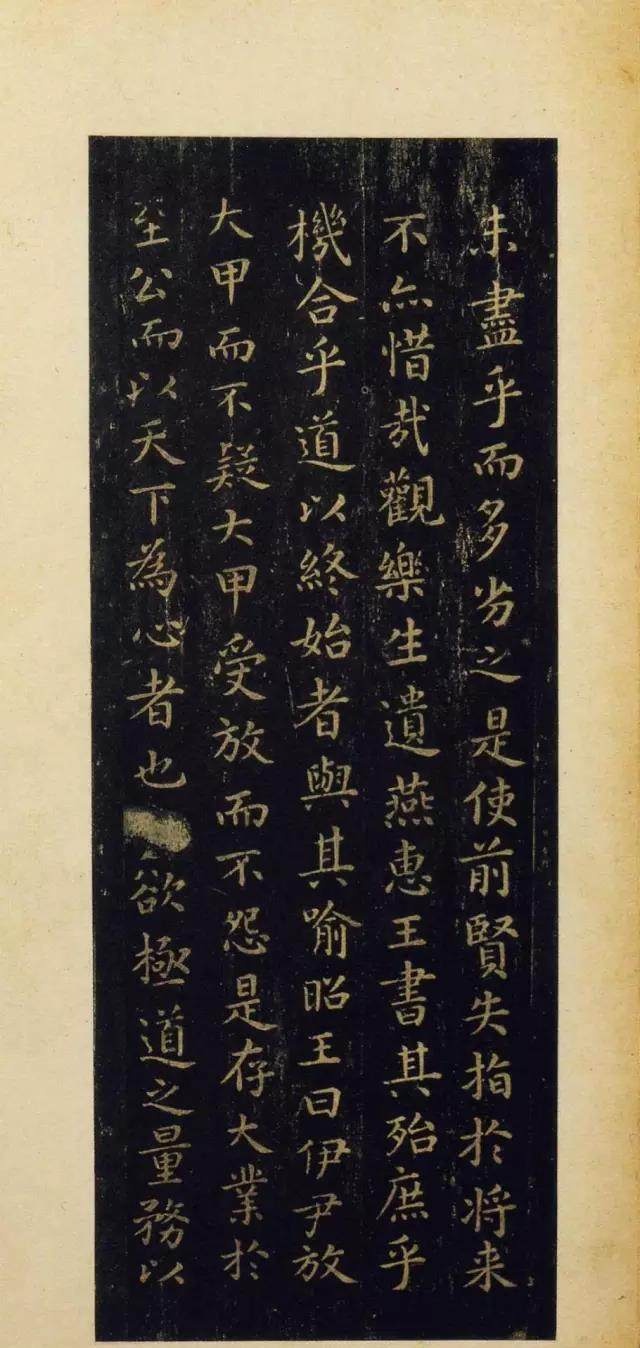 未盡乎而多劣之是使前賢失指於将来
不亦惜哉觀樂生遺燕惠王書其殆庶乎
機合乎道以終始者與其喻昭王曰伊尹放
大甲而不疑大甲受放而不怨是存大業於
至公而以天下為心者也欲極道之量務以